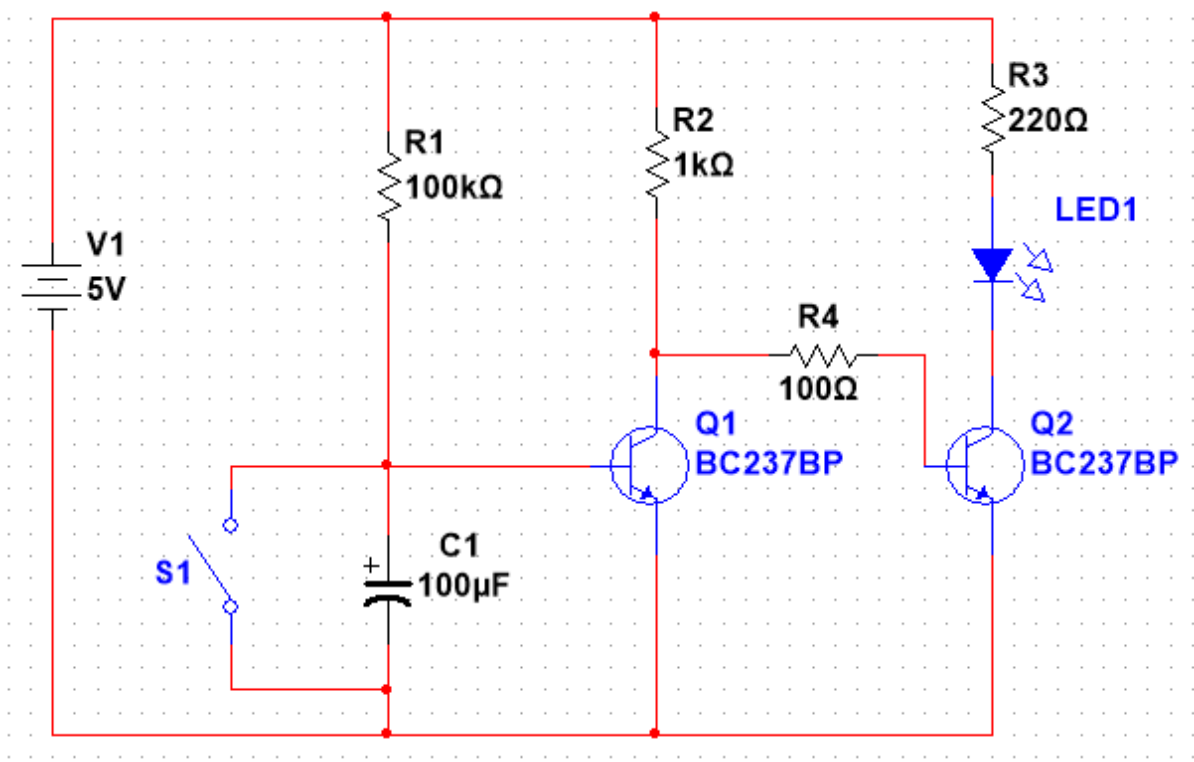 R3
220Ω
R2
1kΩ
R1
100kΩ
LED1
V1
5V
R4
100Ω
Q1
BC237BP
Q2
BC237BP
C1
+
100µF
S1